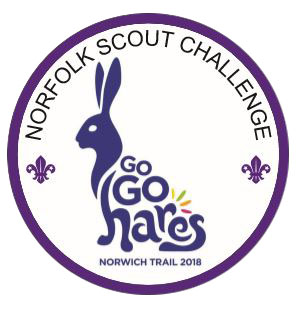 NORFOLK SCOUT CHALLENGE
GO
GO
hares
NORWICH TRAIL 2018